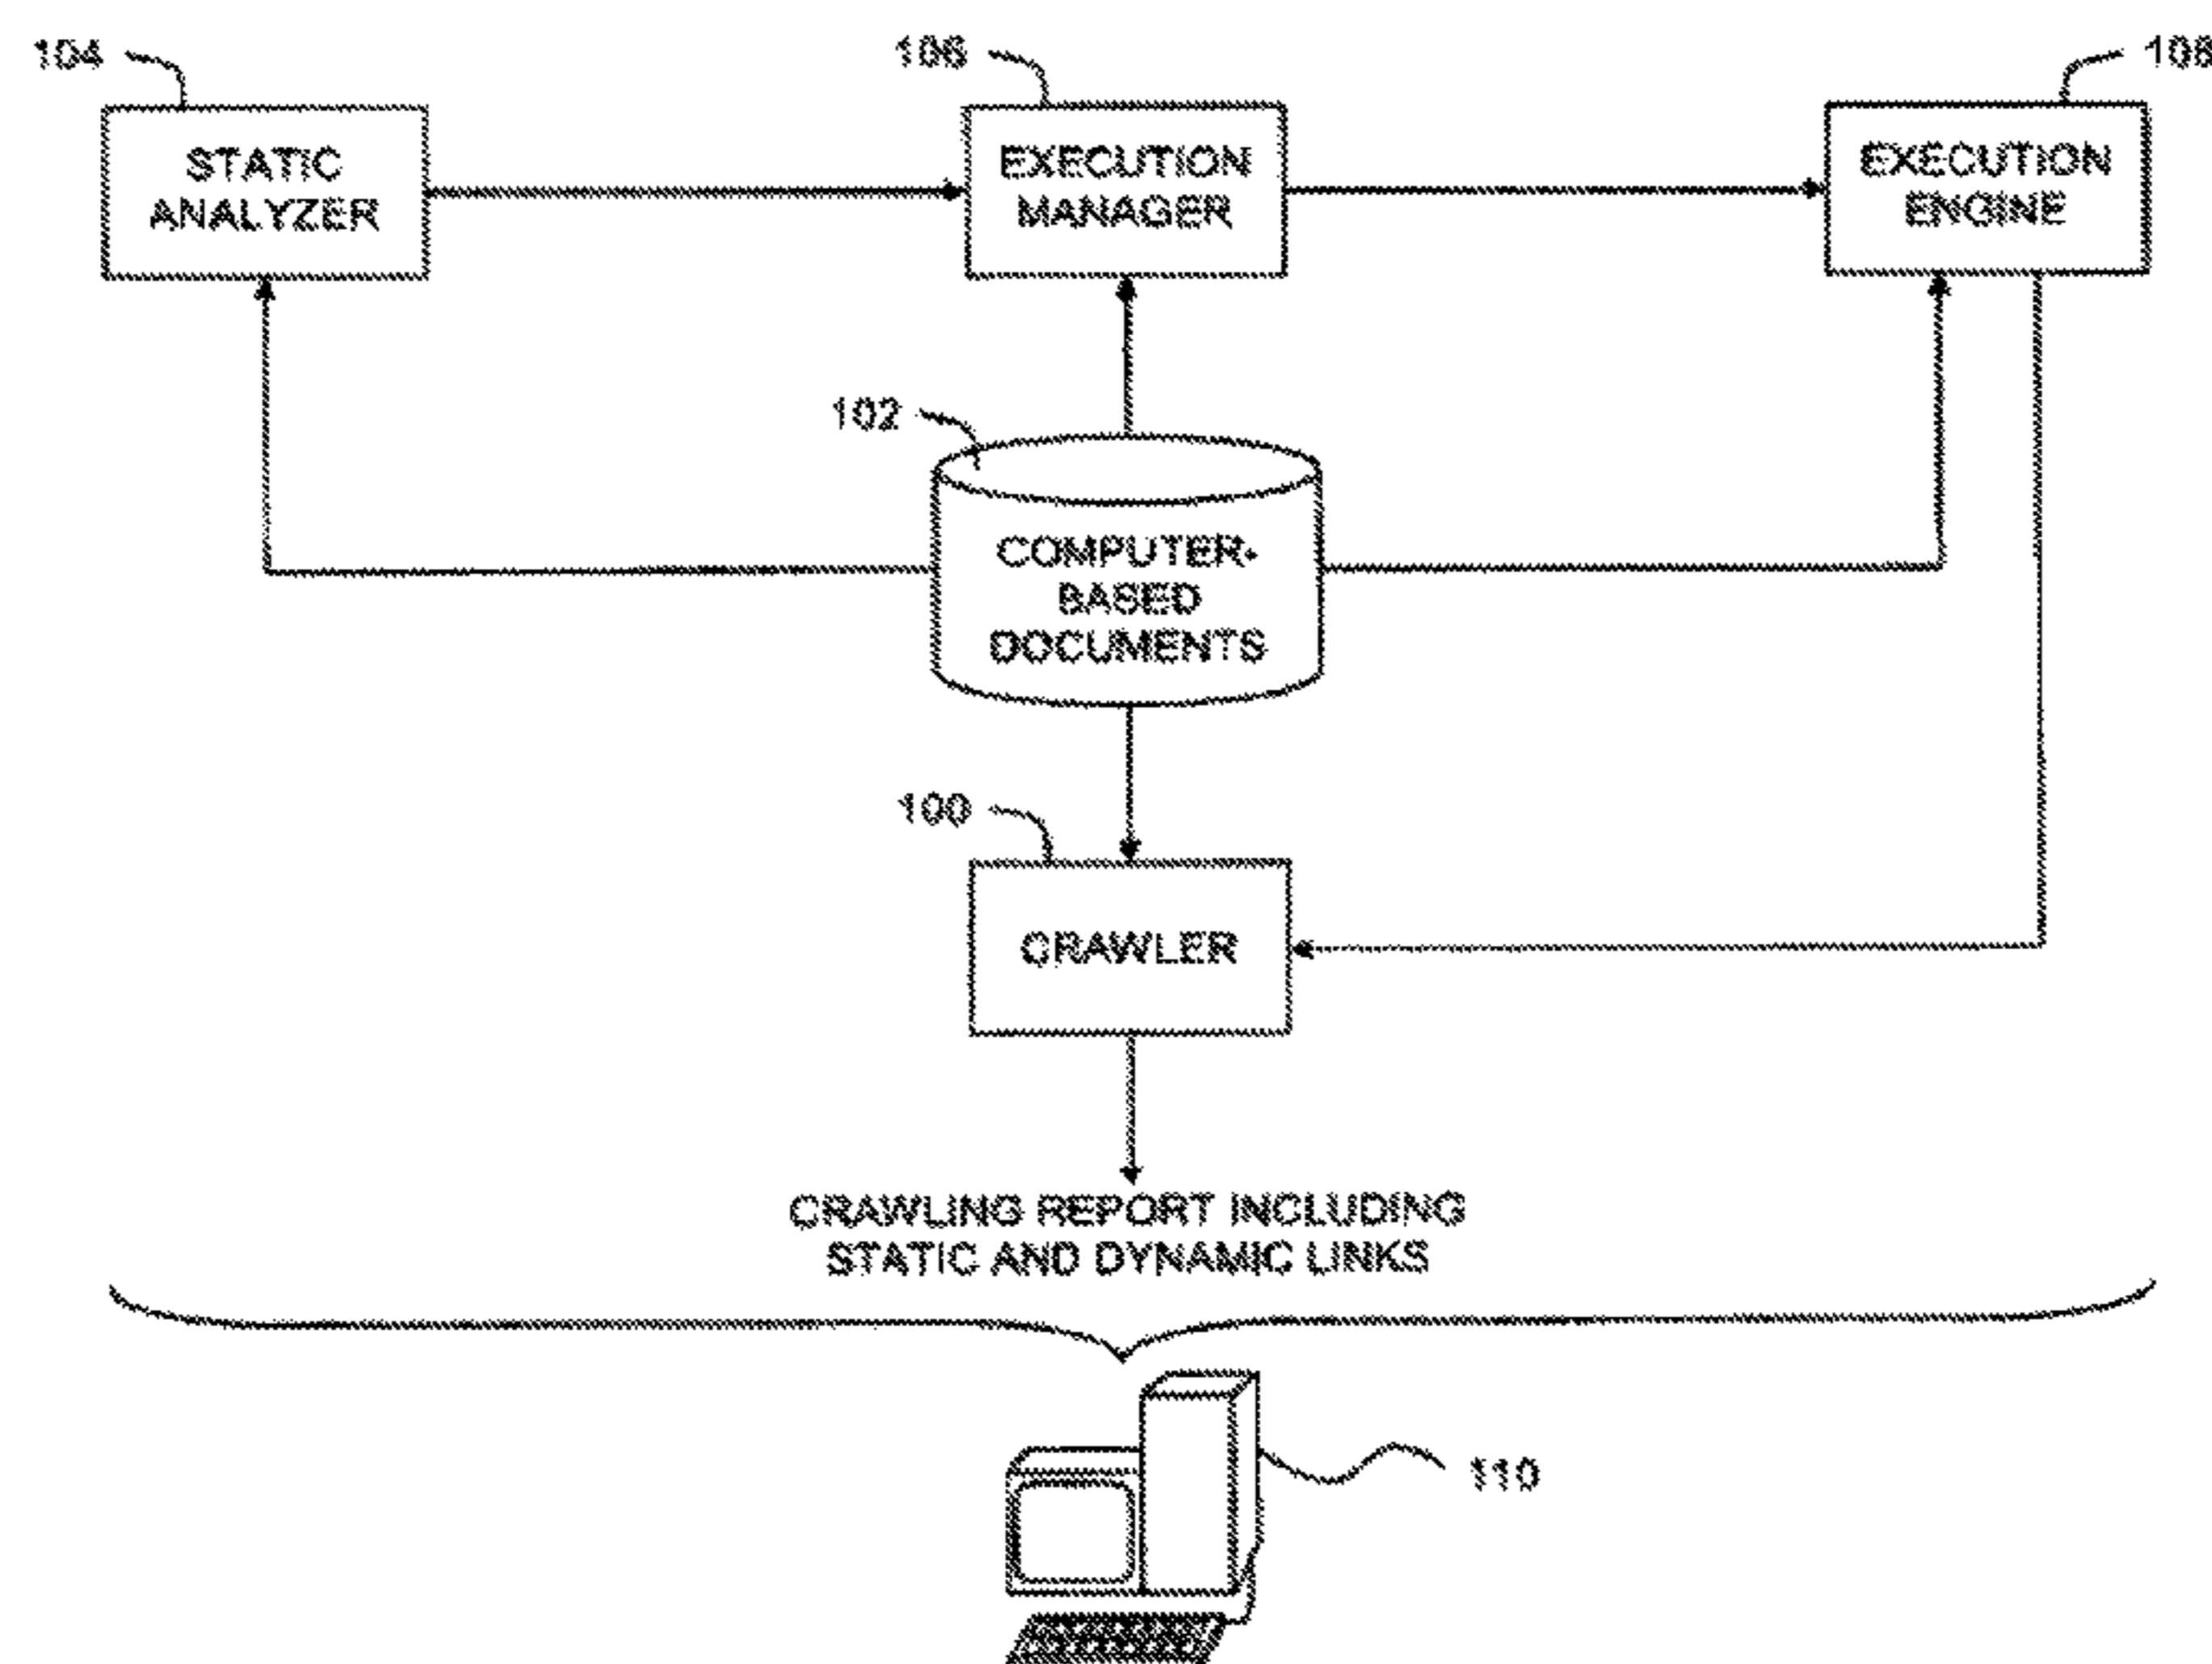 104
106
108
STATIC
ANALYZER
EXECUTION
MANAGER
EXECUTION
ENGINE
102
COMPUTER-
BASED
DOCUMENTS
100
CRAWLER
CRAWLING REPORT INCLUDING
STATIC AND DYNAMIC LINKS
110